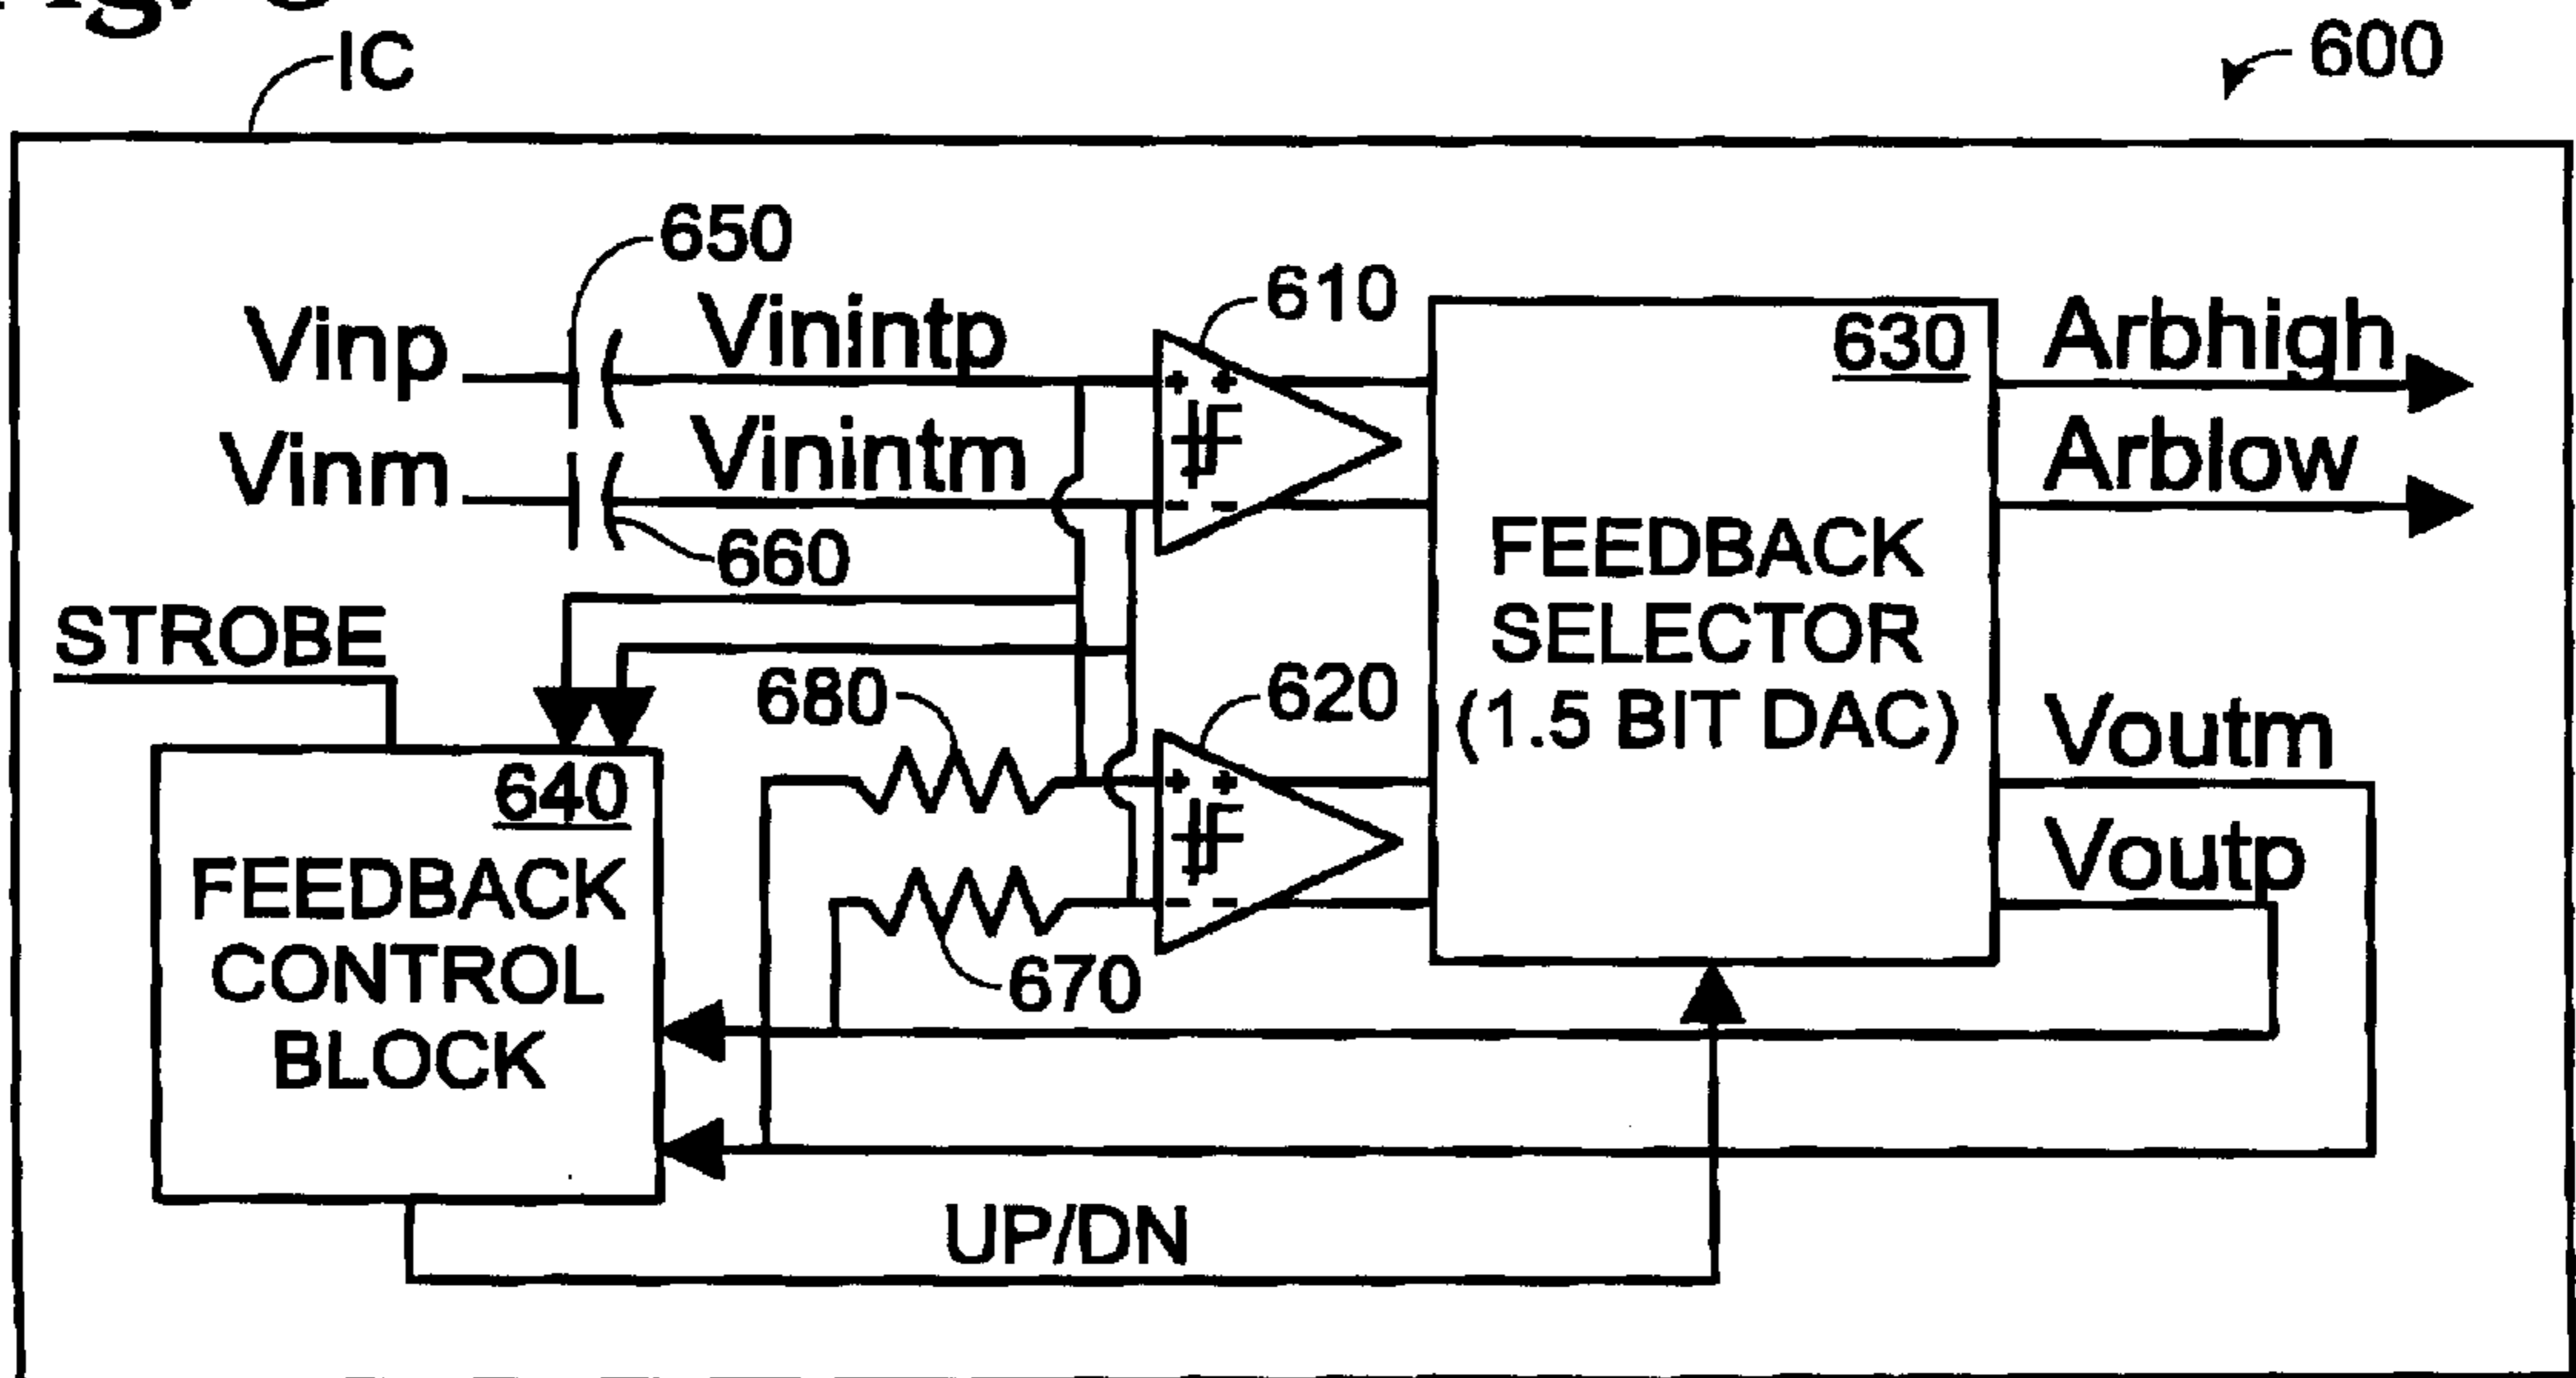 IC
600
650
Vinp
Vinintp
610
630
Arbhigh
Vinm
Vinintm
Arblow
660
FEEDBACK
SELECTOR
(1.5 BIT DAC)
STROBE
680
620
Voutm
640
FEEDBACK
CONTROL
BLOCK
Voutp
670
UP/DN
+ +
- -
+ +
- -